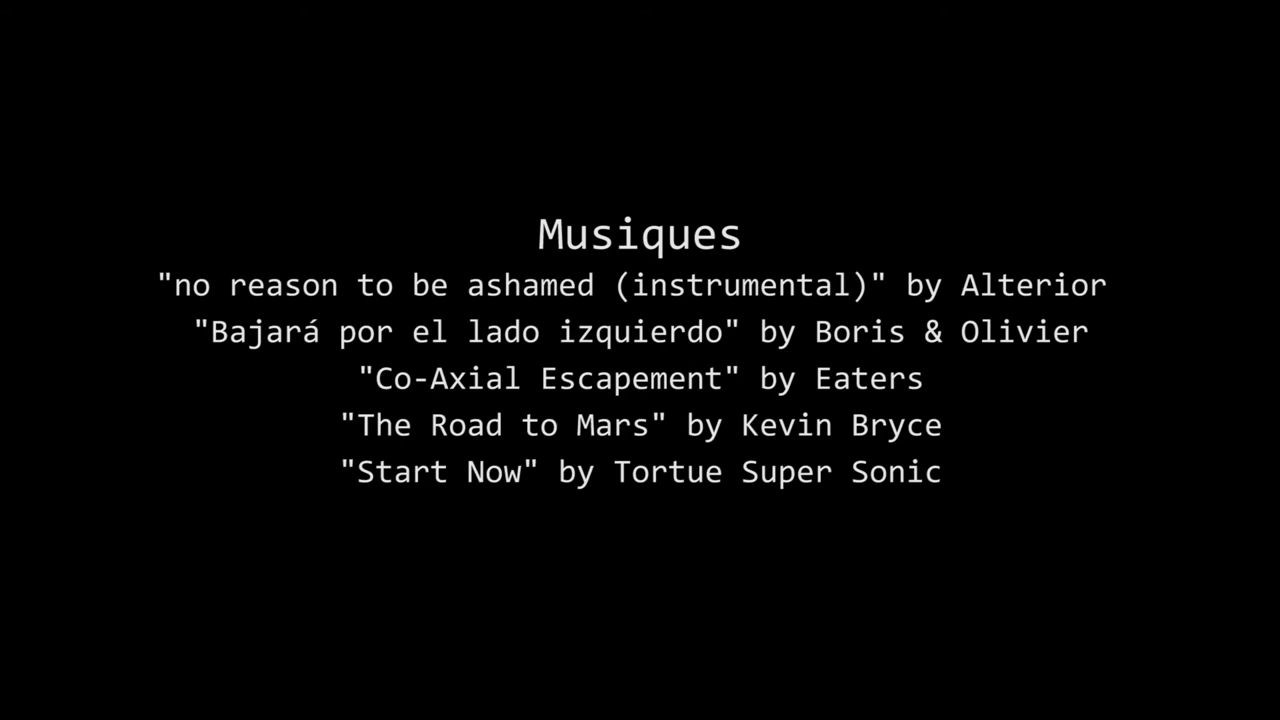 Musiques
"no reason to be ashamed (instrumental)" by Alterior
"Bajará por el lado izquierdo" by Boris & Olivier
"Co-Axial Escapement" by Eaters
"The Road to Mars" by Kevin Bryce
"Start Now" by Tortue Super Sonic